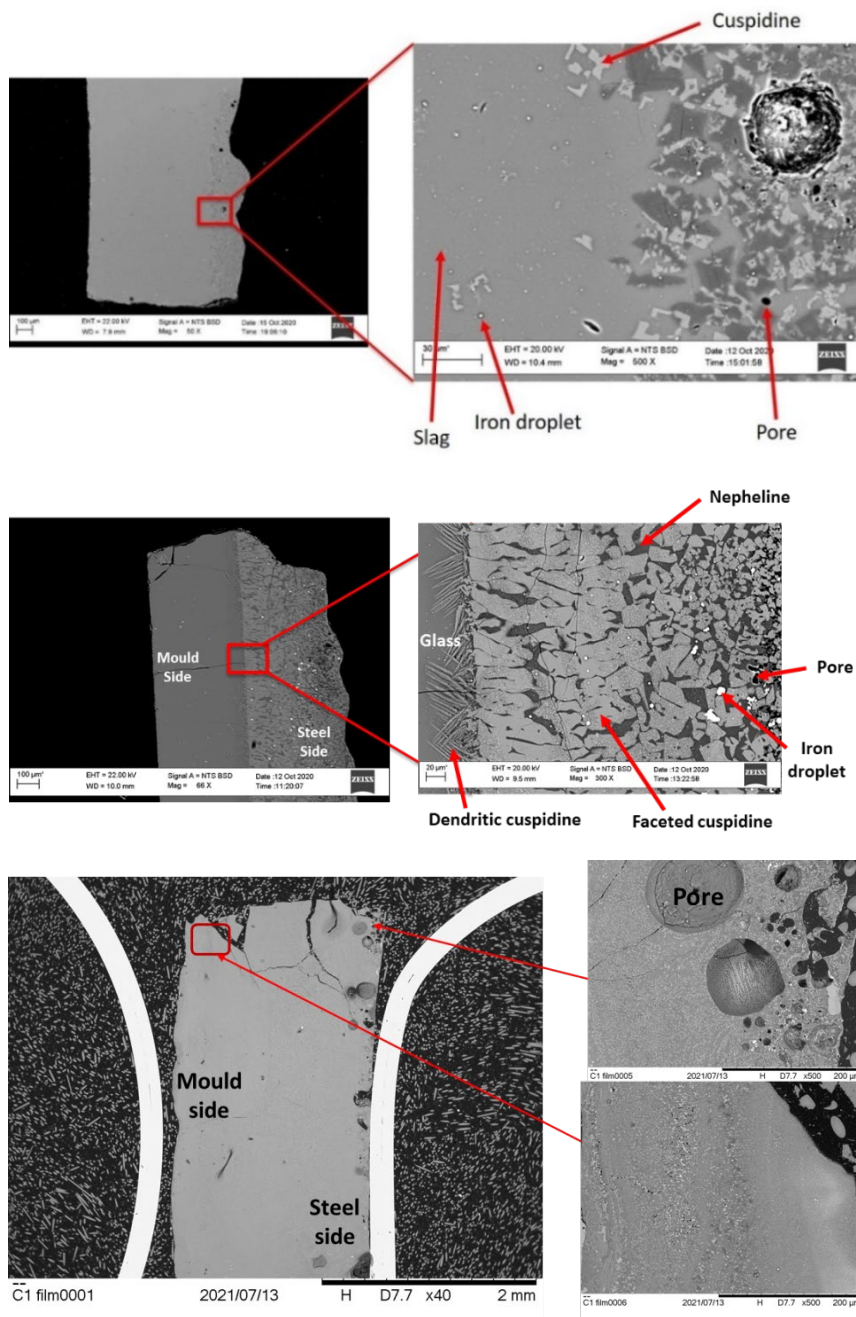 Cuspidine
100 µm
EHT = 22.00 kV
WD = 7.8 mm
Signal A = NTS BSD
Mag = 50 X
Date :15 Oct 2020
Time :19:08:10
ZEISS
30 µm
EHT = 20.00 kV
WD = 10.4 mm
Signal A = NTS BSD
Mag = 500 X
Date :12 Oct 2020
Time :15:01:58
ZEISS
Slag
Iron droplet
Pore
Nepheline
Mould
Side
Steel
Side
Glass
Pore
Iron
droplet
100 µm
EHT = 22.00 kV
WD = 10.0 mm
Signal A = NTS BSD
Mag = 66 X
Date :12 Oct 2020
Time :11:20:07
ZEISS
20 µm
EHT = 20.00 kV
WD = 9.5 mm
Signal A = NTS BSD
Mag = 300 X
Date :12 Oct 2020
Time :13:22:58
ZEISS
Dendritic cuspidine
Faceted cuspidine
Mould
side
Steel
side
C1 film0001 2021/07/13 H D7.7 x40 2 mm
Pore
C1 film0005 2021/07/13 H D7.7 x500 200 µm
C1 film0006 2021/07/13 H D7.7 x500 200 µm